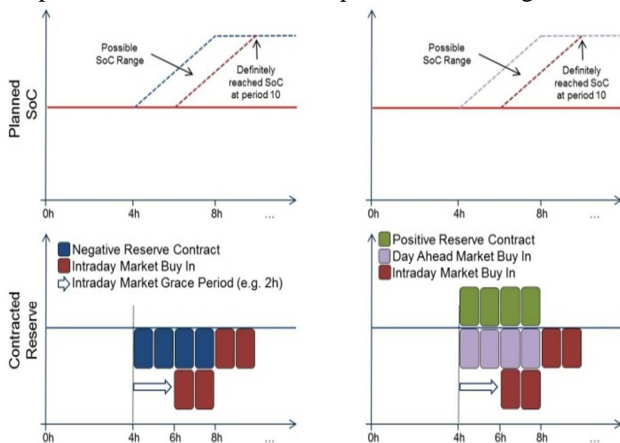 Possible
SoC Range
Definitely
reached SoC
at period 10
Planned
SoC
0h 4h 8h ...
Possible
SoC Range
Definitely
reached SoC
at period 10
0h 4h 8h ...
Negative Reserve Contract
Intraday Market Buy In
Intraday Market Grace Period (e.g. 2h)
Contracted
Reserve
0h 4h 6h 8h ...
Positive Reserve Contract
Day Ahead Market Buy In
Intraday Market Buy In
0h 4h 6h 8h ...